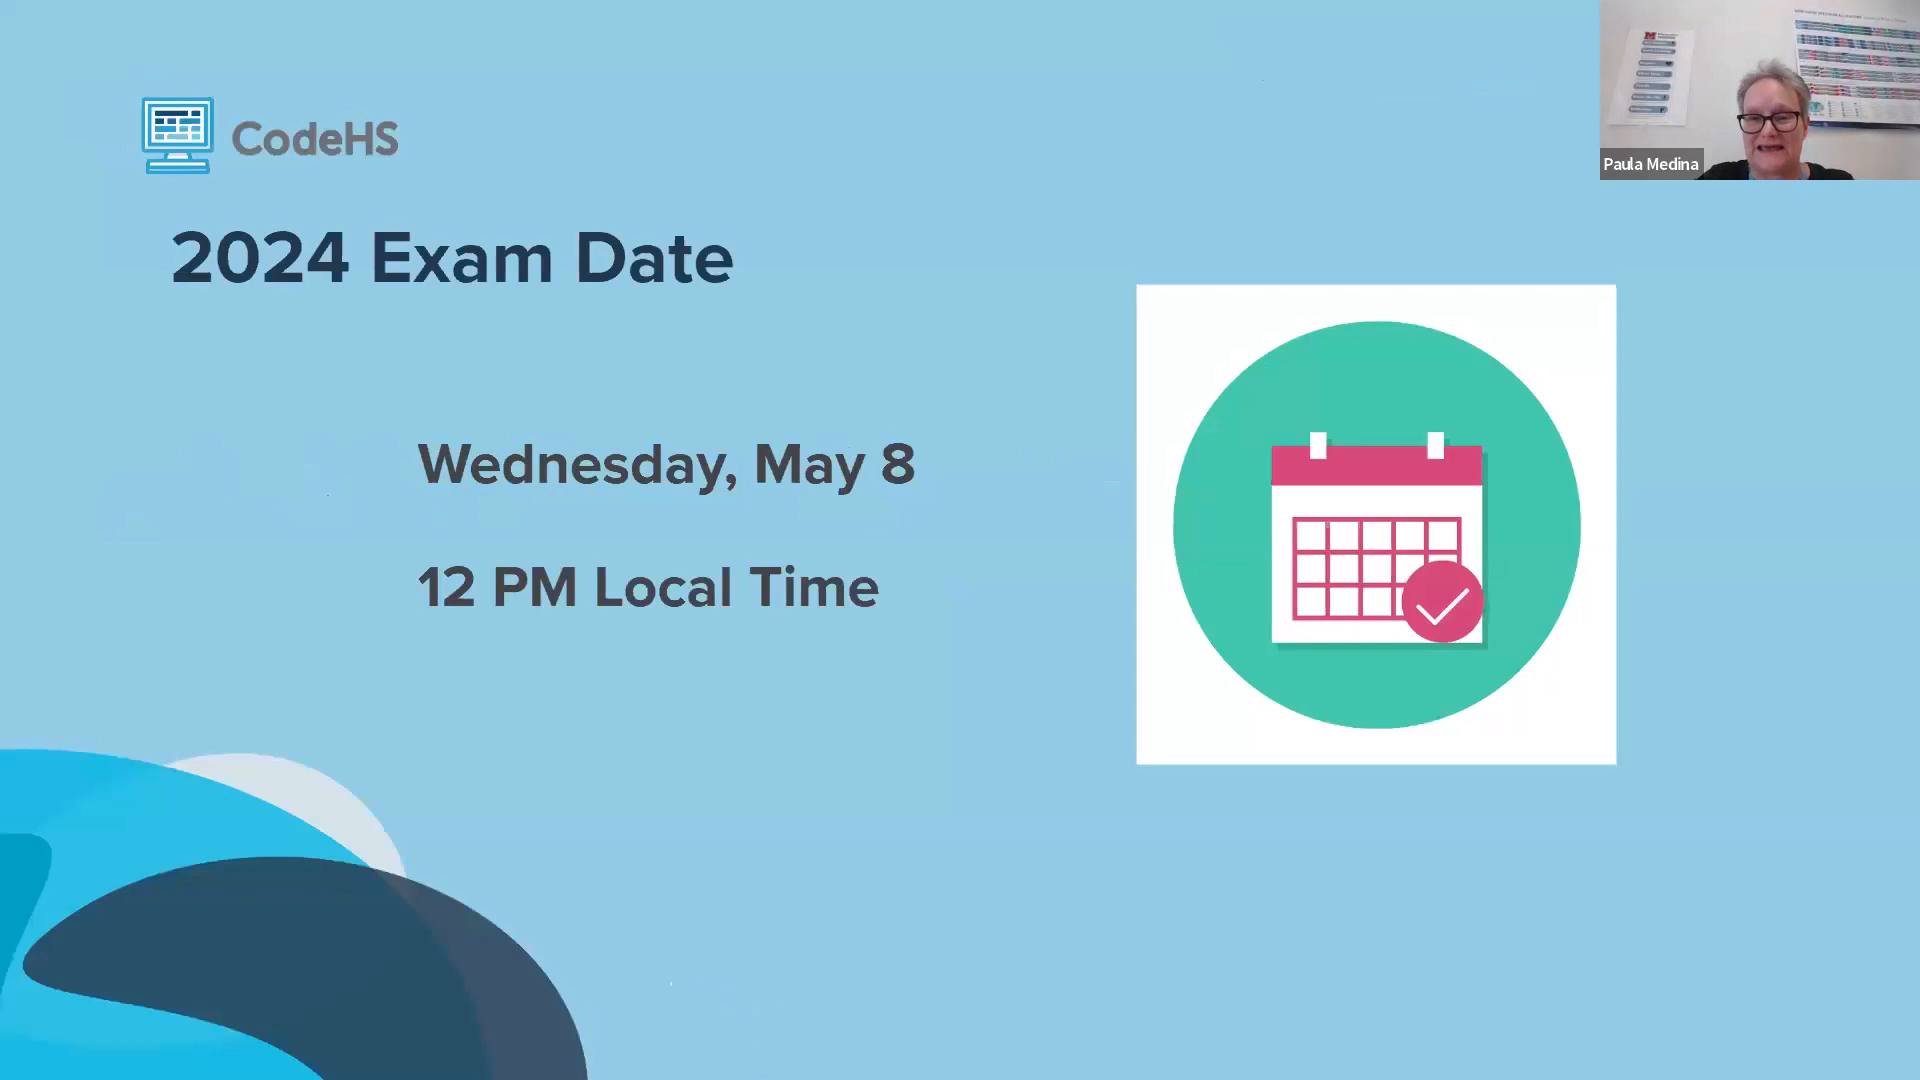 CodeHS
2024 Exam Date
Wednesday, May 8
12 PM Local Time
Paula Medina